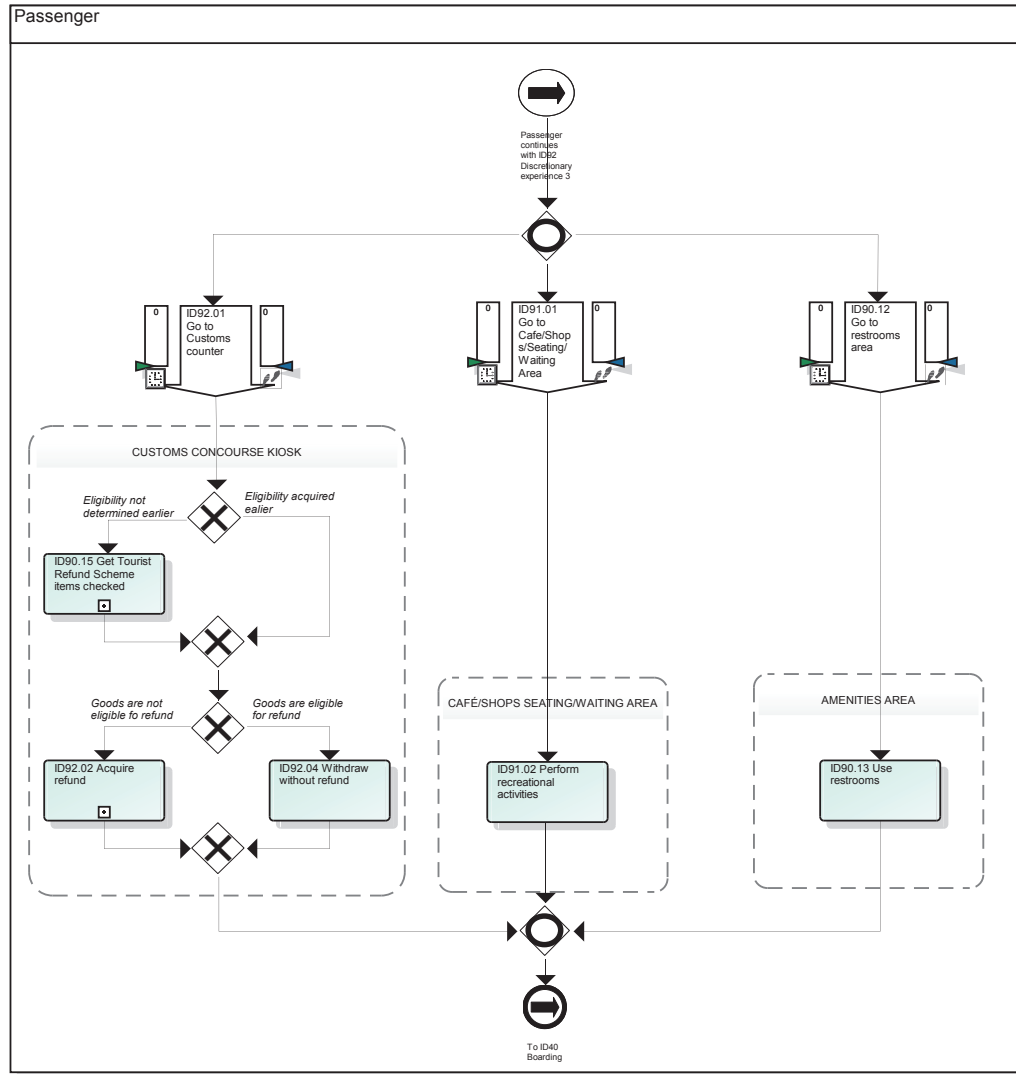 Passenger
Passenger
continues
with ID92
Discretionary
experience 3
0
ID92.01
Go to
Customs
counter
0
0
ID91.01
Go to
Cafe/Shop
s/Seating/
Waiting
Area
0
0
ID90.12
Go to
restrooms
area
0
CUSTOMS CONCOURSE KIOSK
Eligibility not
determined earlier
Eligibility acquired
ealier
ID90.15 Get Tourist
Refund Scheme
items checked
Goods are not
eligible fo refund
Goods are eligible
for refund
ID92.02 Acquire
refund
ID92.04 Withdraw
without refund
CAFÉ/SHOPS SEATING/WAITING AREA
ID91.02 Perform
recreational
activities
AMENITIES AREA
ID90.13 Use
restrooms
To ID40
Boarding